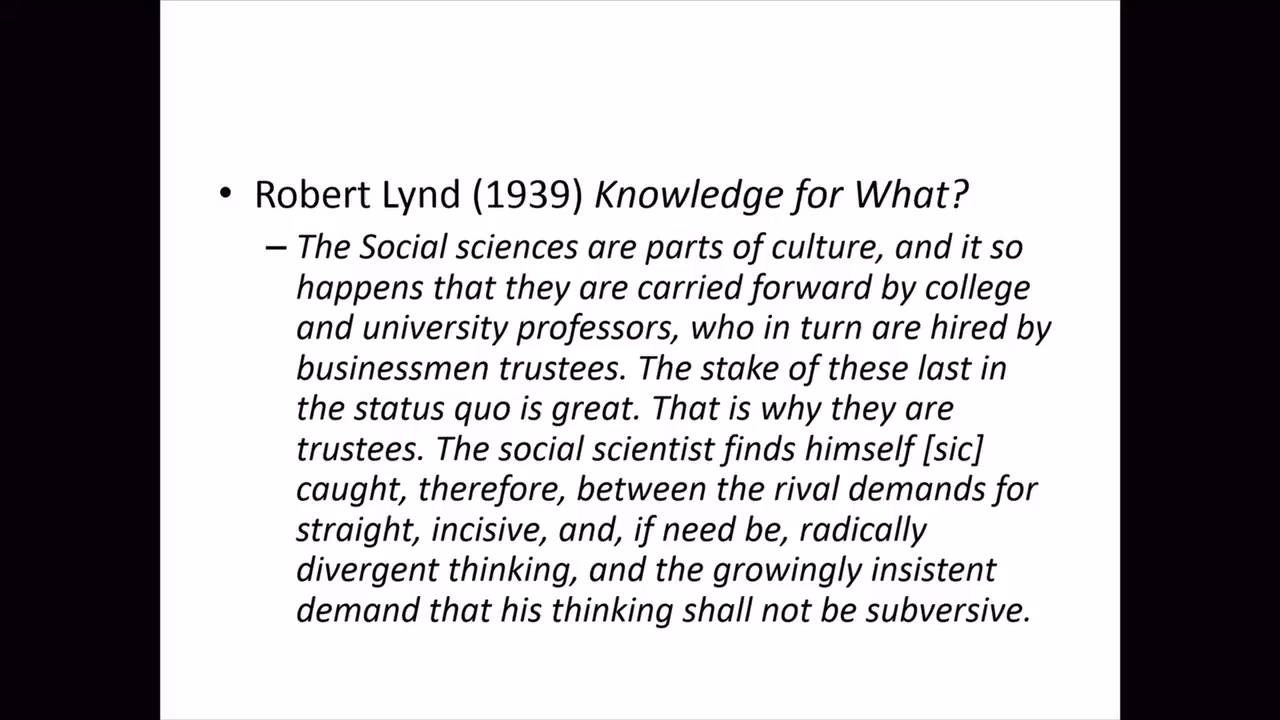 • Robert Lynd (1939) Knowledge for What?
– The Social sciences are parts of culture, and it so
happens that they are carried forward by college
and university professors, who in turn are hired by
businessmen trustees. The stake of these last in
the status quo is great. That is why they are
trustees. The social scientist finds himself [sic]
caught, therefore, between the rival demands for
straight, incisive, and, if need be, radically
divergent thinking, and the growingly insistent
demand that his thinking shall not be subversive.